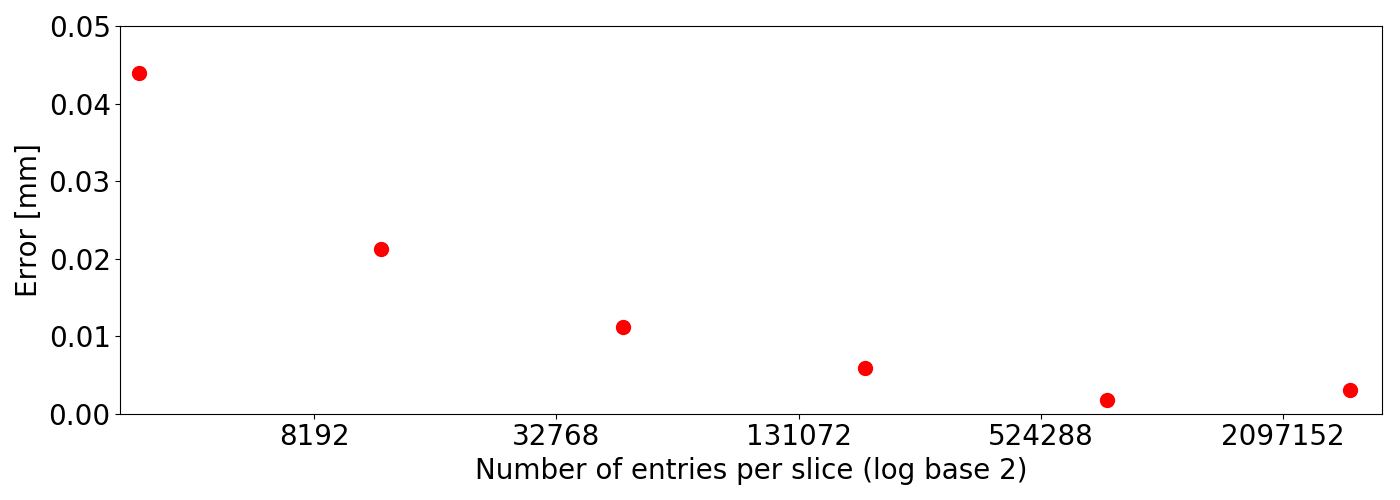 0.05
0.04
0.03
0.02
0.01
0.00
Error [mm]
8192 32768 131072 524288 2097152
Number of entries per slice (log base 2)